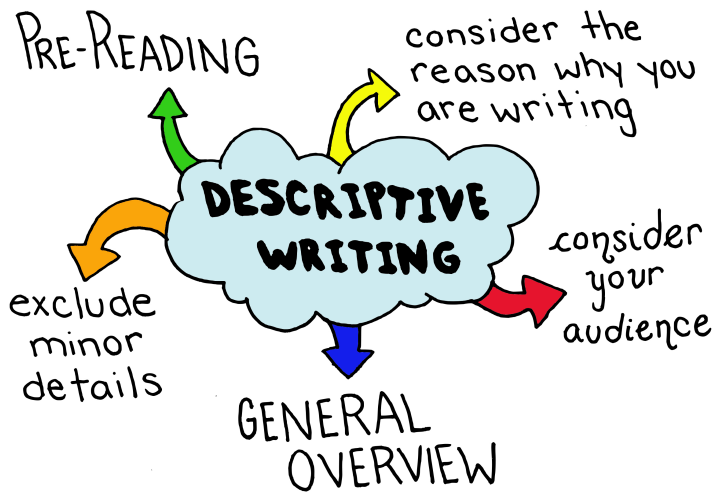 PRE-READING
consider the
reason why you
are writing
DESCRIPTIVE
WRITING
consider
your
audience
exclude
minor
details
GENERAL
OVERVIEW